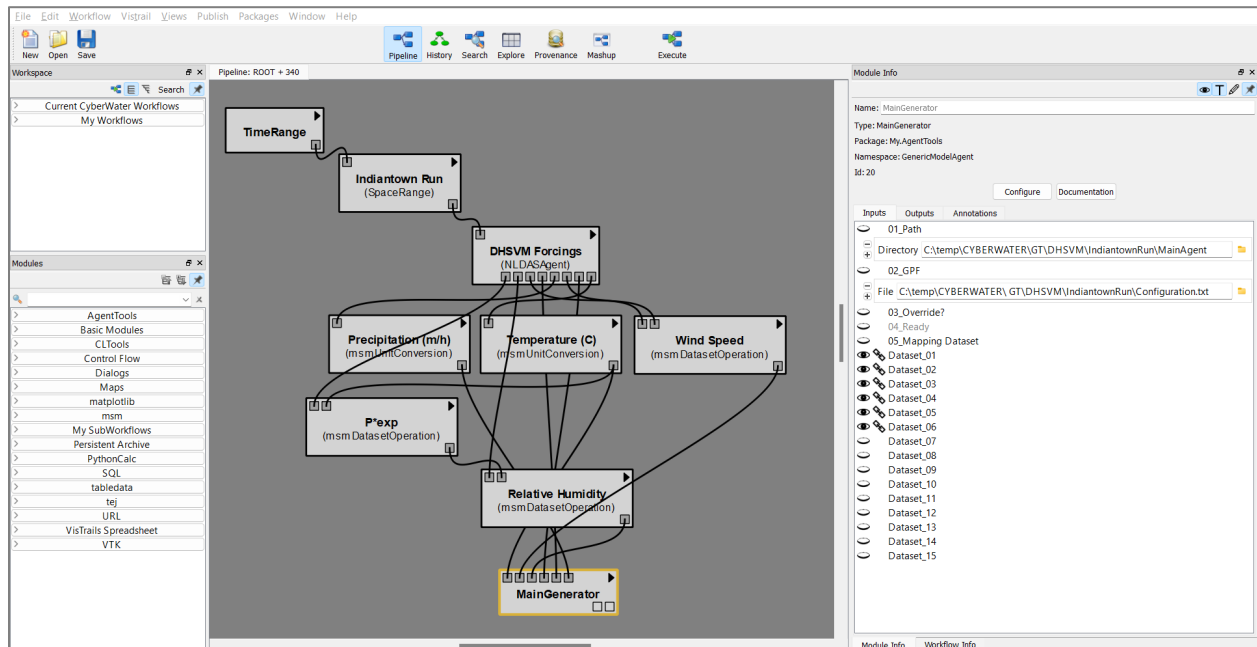 File Edit Workflow Vistrail Views Publish Packages Window Help
New Open Save Pipeline History Search Explore Provenance Mashup Execute
Workspace
Search
Current CyberWater Workflows
My Workflows
Modules
AgentTools
Basic Modules
CLTools
Control Flow
Dialogs
Maps
matplotlib
msm
My SubWorkflows
Persistent Archive
PythonCalc
SQL
tabledata
tej
URL
VisTrails Spreadsheet
VTK
Pipeline: ROOT + 340
TimeRange
Indiantown Run
(SpaceRange)
DHSVM Forcings
(NLDASAgent)
Precipitation (m/h)
(msmUnitConversion)
Temperature (C)
(msmUnitConversion)
Wind Speed
(msmDatasetOperation)
P*exp
(msmDatasetOperation)
Relative Humidity
(msmDatasetOperation)
MainGenerator
Module Info
Name: MainGenerator
Type: MainGenerator
Package: My.AgentTools
Namespace: GenericModelAgent
Id: 20
Configure Documentation
Inputs Outputs Annotations
01_Path
Directory C:\temp\CYBERWATER\GT\DHSVM\IndiantownRun\MainAgent
02_GPF
File C:\temp\CYBERWATER\ GT\DHSVM\IndiantownRun\Configuration.txt
03_Override?
04_Ready
05_Mapping Dataset
Dataset_01
Dataset_02
Dataset_03
Dataset_04
Dataset_05
Dataset_06
Dataset_07
Dataset_08
Dataset_09
Dataset_10
Dataset_11
Dataset_12
Dataset_13
Dataset_14
Dataset_15
Module Info Workflow Info